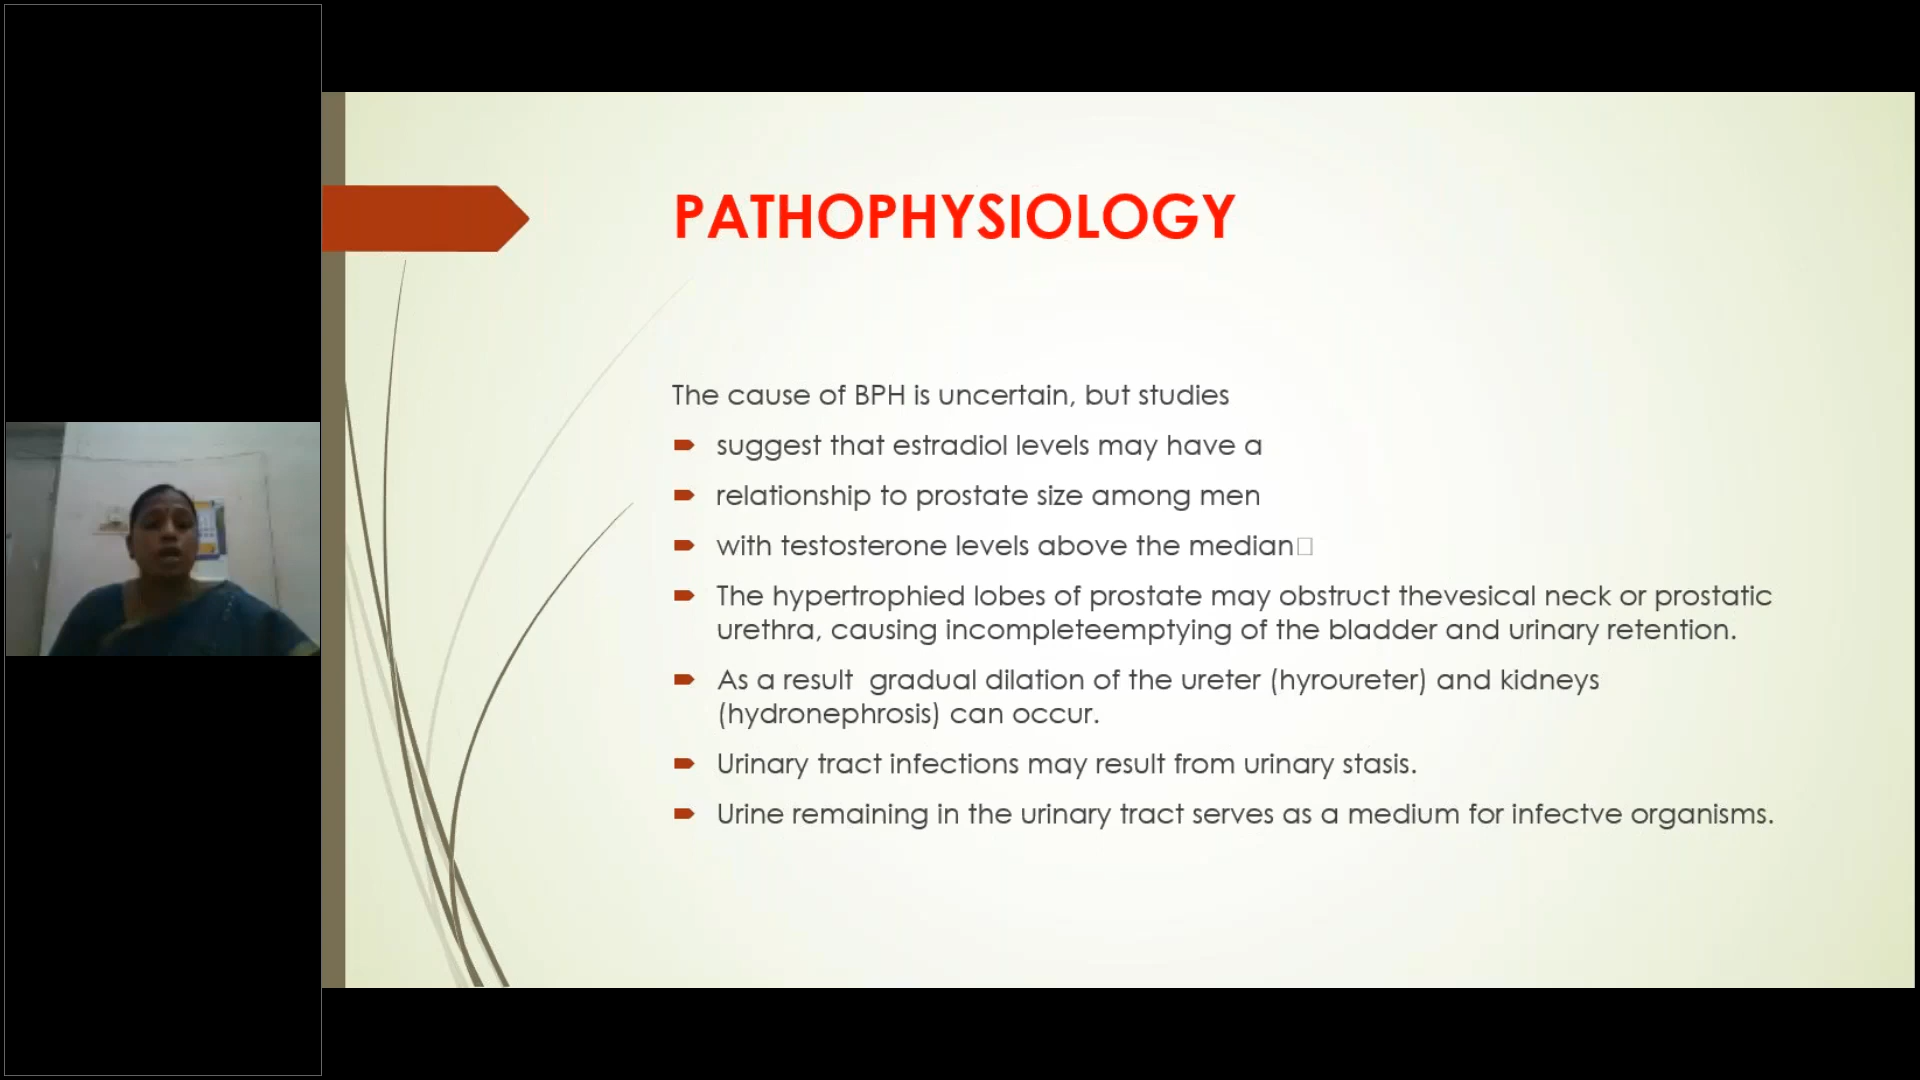 PATHOPHYSIOLOGY
The cause of BPH is uncertain, but studies
suggest that estradiol levels may have a
relationship to prostate size among men
with testosterone levels above the median□
The hypertrophied lobes of prostate may obstruct thevesical neck or prostatic
urethra, causing incompleteemptying of the bladder and urinary retention.
As a result  gradual dilation of the ureter (hyroureter) and kidneys
(hydronephrosis) can occur.
Urinary tract infections may result from urinary stasis.
Urine remaining in the urinary tract serves as a medium for infectve organisms.